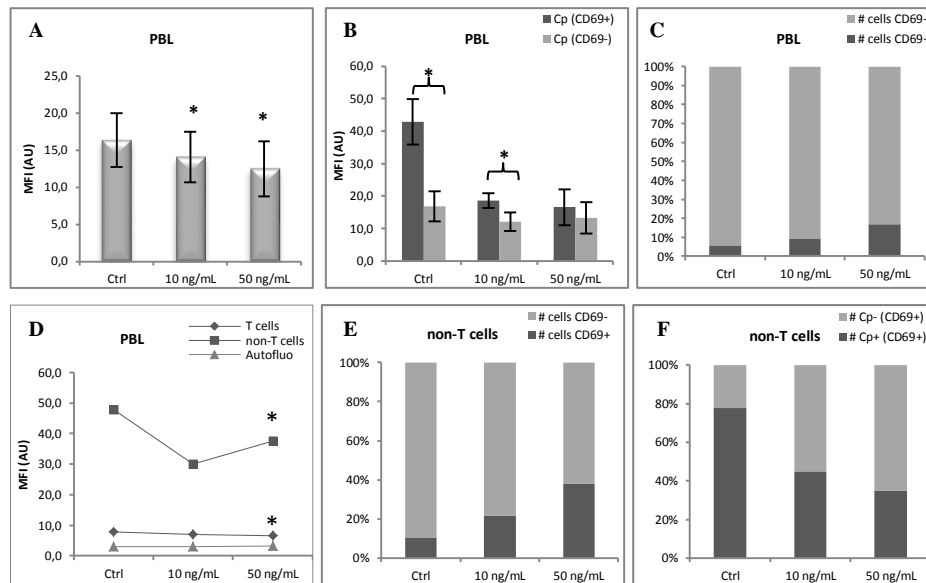 A
PBL
MFI (AU)
25,0
20,0
15,0
10,0
5,0
0,0
*
*
Ctrl 10 ng/mL 50 ng/mL
B
Cp (CD69+)
Cp (CD69-)
PBL
MFI (AU)
60,0
50,0
40,0
30,0
20,0
10,0
0,0
*
*
Ctrl 10 ng/mL 50 ng/mL
C
# cells CD69-
# cells CD69
PBL
100%
90%
80%
70%
60%
50%
40%
30%
20%
10%
0%
Ctrl 10 ng/mL 50 ng/mL
D
PBL
T cells
non-T cells
Autofluo
MFI (AU)
60,0
50,0
40,0
30,0
20,0
10,0
0,0
*
*
Ctrl 10 ng/mL 50 ng/mL
E
# cells CD69-
# cells CD69+
non-T cells
100%
80%
60%
40%
20%
0%
Ctrl 10 ng/mL 50 ng/mL
F
# Cp- (CD69+)
# Cp+ (CD69+)
non-T cells
100%
80%
60%
40%
20%
0%
Ctrl 10 ng/mL 50 ng/mL